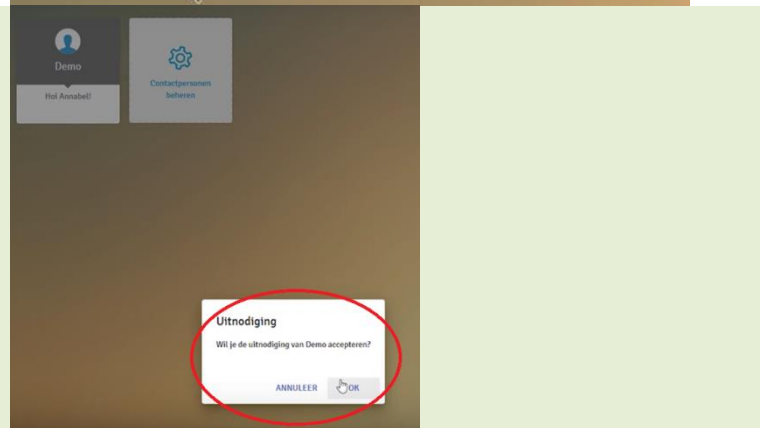 Demo
Hoi Annabel!
Contactpersonen
beheren
Uitnodiging
Wil je de uitnodiging van Demo accepteren?
ANNULEER OK